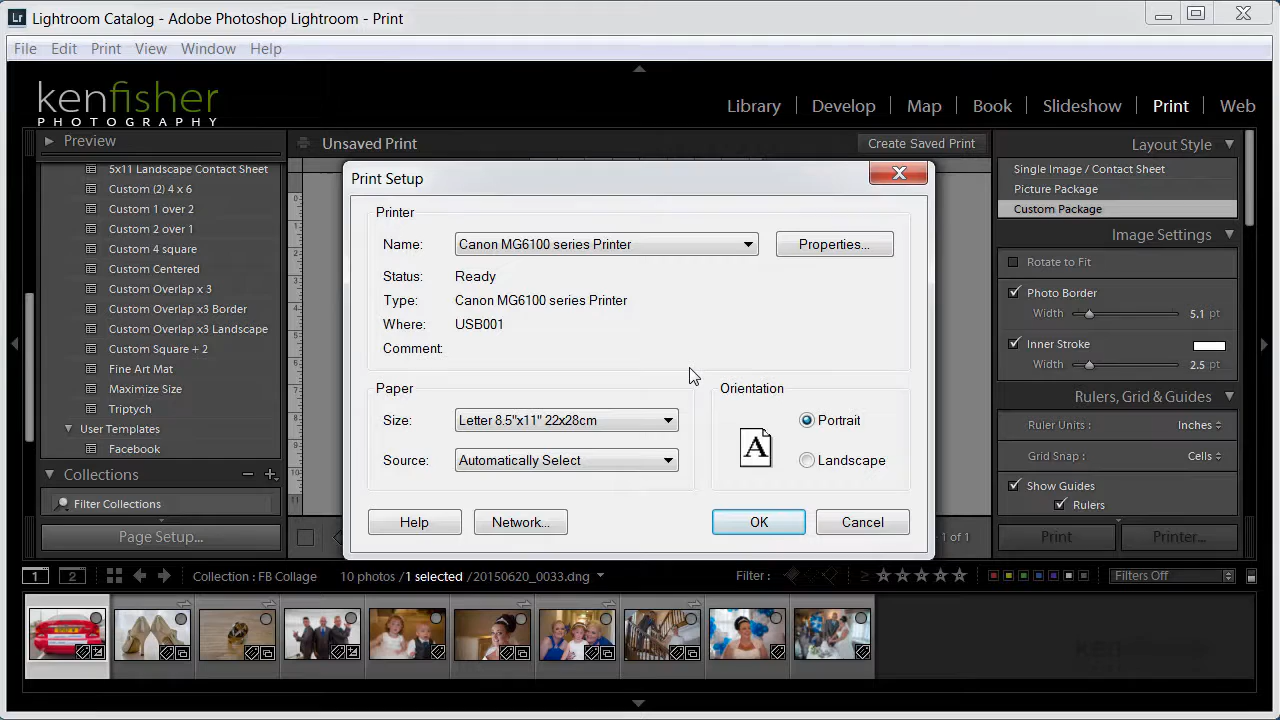 Lr Lightroom Catalog - Adobe Photoshop Lightroom - Print
File Edit Print View Window Help
kenfisher
PHOTOGRAPHY
Library Develop Map Book Slideshow Print Web
Preview
5x11 Landscape Contact Sheet
Custom (2) 4 x 6
Custom 1 over 2
Custom 2 over 1
Custom 4 square
Custom Centered
Custom Overlap x 3
Custom Overlap x3 Border
Custom Overlap x3 Landscape
Custom Square + 2
Fine Art Mat
Maximize Size
Triptych
User Templates
Facebook
Collections
Filter Collections
Page Setup...
Unsaved Print
Create Saved Print
Print Setup
Printer
Name: Canon MG6100 series Printer Properties...
Status: Ready
Type: Canon MG6100 series Printer
Where: USB001
Comment:
Paper
Size: Letter 8.5"x11" 22x28cm
Source: Automatically Select
Orientation
A
Portrait
Landscape
Help Network... OK Cancel
1 of 1
Layout Style
Single Image / Contact Sheet
Picture Package
Custom Package
Image Settings
Rotate to Fit
Photo Border
Width 5.1 pt
Inner Stroke
Width 2.5 pt
Rulers, Grid & Guides
Ruler Units: Inches
Grid Snap: Cells
Show Guides
Rulers
Print Printer...
1 2 Collection : FB Collage 10 photos / 1 selected / 20150620_0033.dng Filter : Filters Off